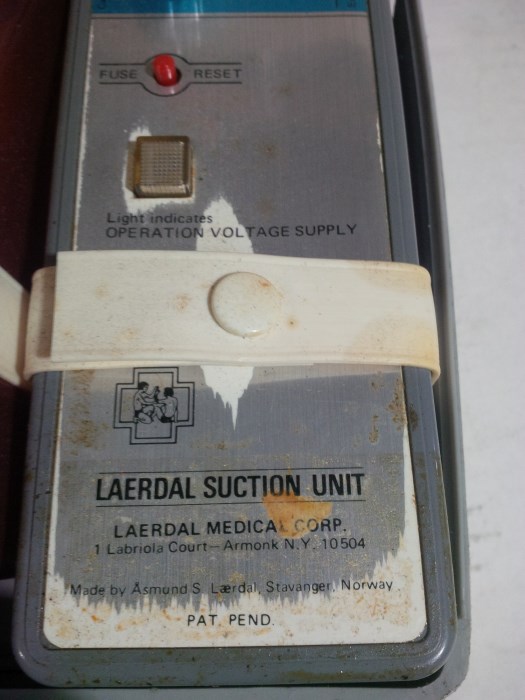 FUSE RESET
Light indicates
OPERATION VOLTAGE SUPPLY
LAERDAL SUCTION UNIT
LAERDAL MEDICAL CORP.
1 Labriola Court—Armonk N.Y. 10504
Made by Åsmund S. Lærdal, Stavanger, Norway.
PAT. PEND.